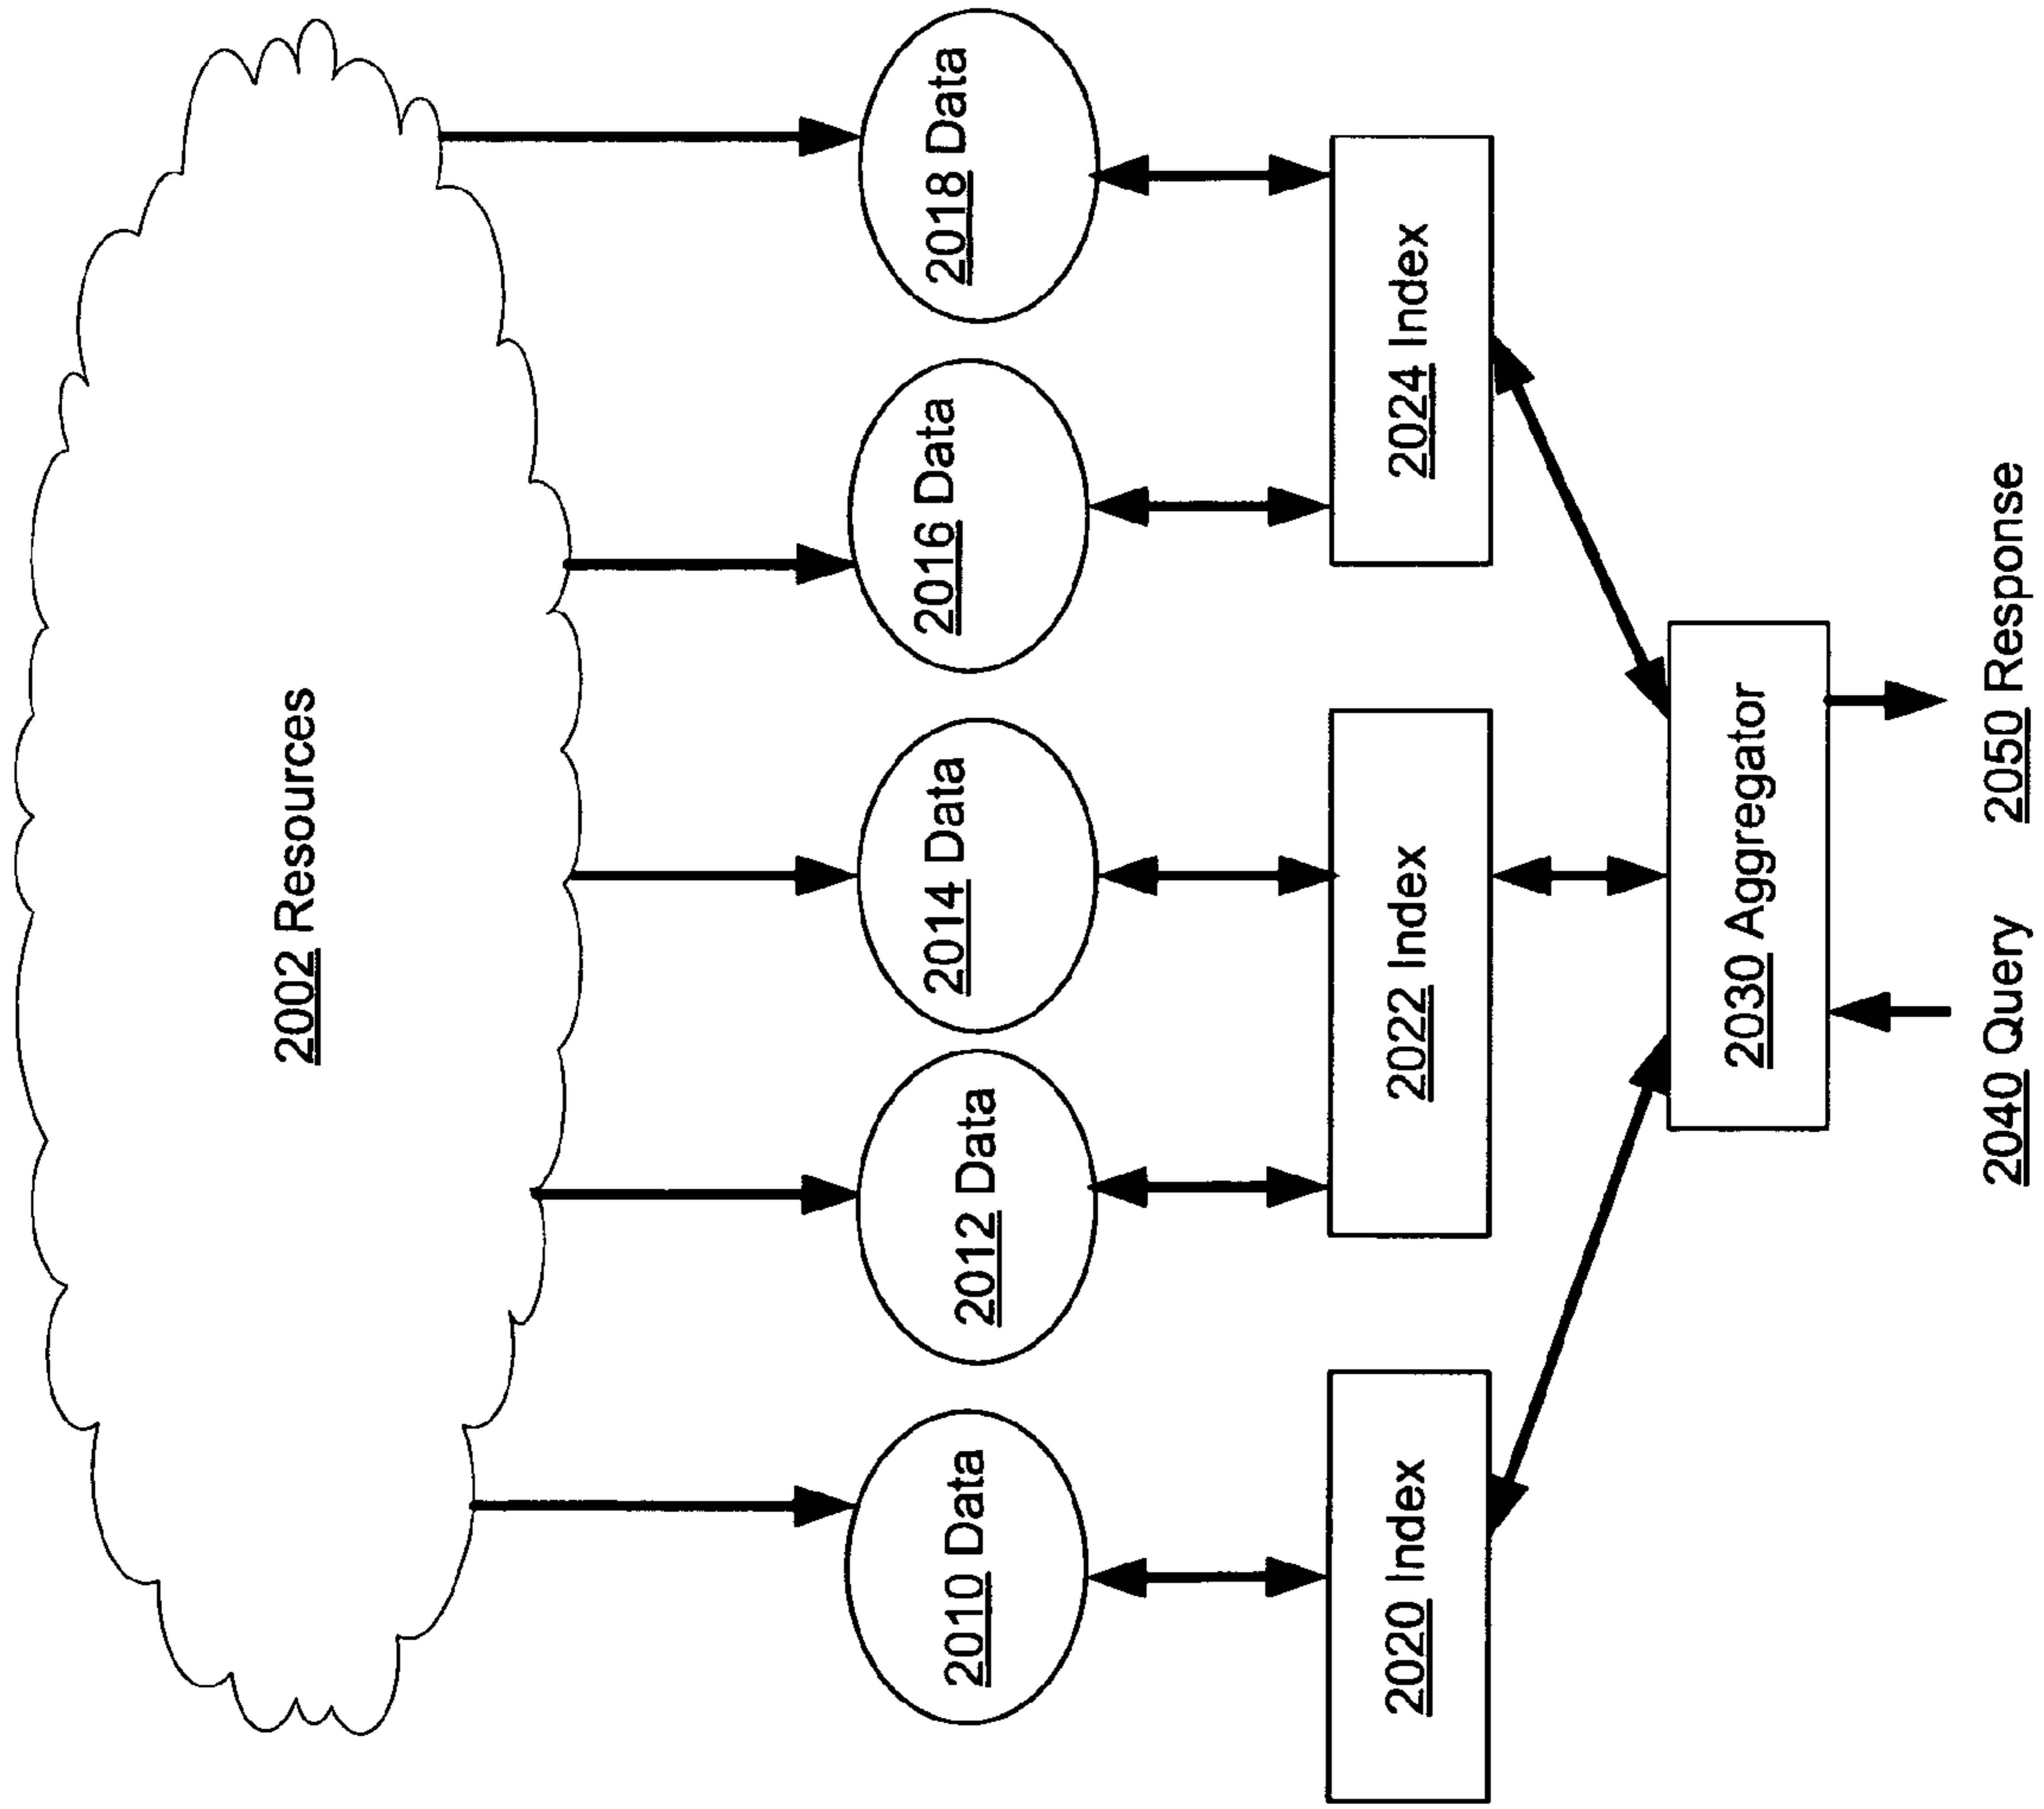 2002 Resources
2010 Data
2012 Data
2014 Data
2016 Data
2018 Data
2020 Index
2022 Index
2024 Index
2030 Aggregator
2040 Query
2050 Response